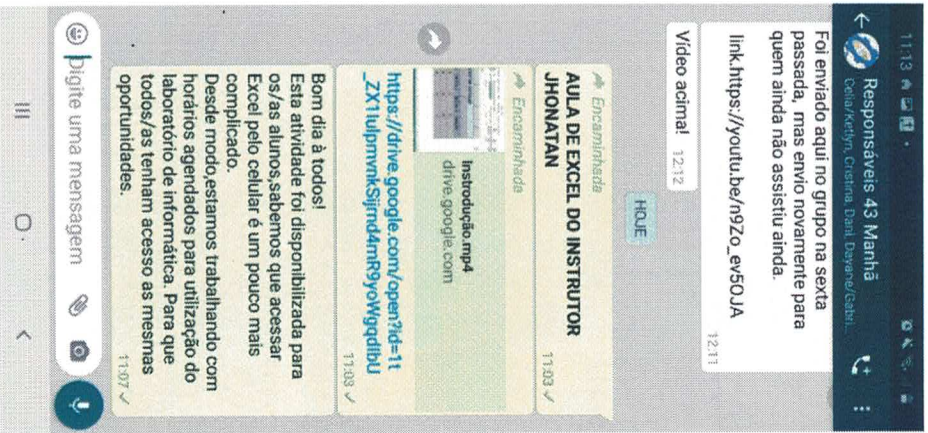 11:13
Responsáveis 43 Manhã
Celia/Ketlyn, Cristina, Dani, Dayane/Gabri...
Foi enviado aqui no grupo na sexta
passada, mas envio novamente para
quem ainda não assistiu ainda.
link.https://youtu.be/n9Zo_ev5OJA
12:11
Vídeo acima! 12:12
HOJE
Encaminhada
AULA DE EXCEL DO INSTRUTOR
JHONATAN
11:03
Encaminhada
Instrodução.mp4
drive.google.com
https://drive.google.com/open?id=1t
_ZX1IulpmvnkSijrnd4mR9yoWgqdlbU
11:03
Bom dia à todos!
Esta atividade foi disponibilizada para
os/as alunos,sabemos que acessar
Excel pelo celular é um pouco mais
complicado.
Desde modo,estamos trabalhando com
horários agendados para utilização do
laboratório de informática. Para que
todos/as tenham acesso as mesmas
oportunidades.
11:07
Digite uma mensagem